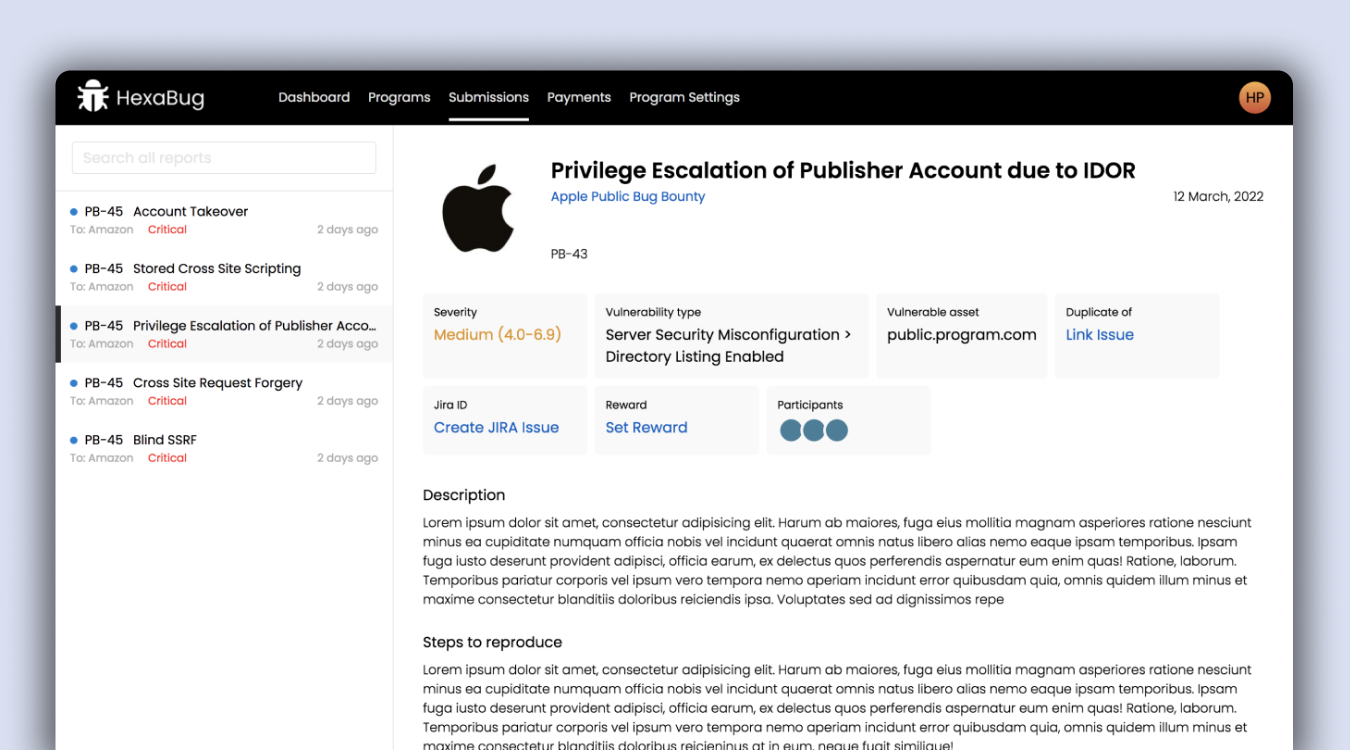 HexaBug
Dashboard Programs Submissions Payments Program Settings
HP
Search all reports
PB-45 Account Takeover
To: Amazon Critical 2 days ago
PB-45 Stored Cross Site Scripting
To: Amazon Critical 2 days ago
PB-45 Privilege Escalation of Publisher Acco...
To: Amazon Critical 2 days ago
PB-45 Cross Site Request Forgery
To: Amazon Critical 2 days ago
PB-45 Blind SSRF
To: Amazon Critical 2 days ago
Privilege Escalation of Publisher Account due to IDOR
Apple Public Bug Bounty
12 March, 2022
PB-43
Severity
Medium (4.0-6.9)
Vulnerability type
Server Security Misconfiguration >
Directory Listing Enabled
Vulnerable asset
public.program.com
Duplicate of
Link Issue
Jira ID
Create JIRA Issue
Reward
Set Reward
Participants
Description
Lorem ipsum dolor sit amet, consectetur adipisicing elit. Harum ab maiores, fuga eius mollitia magnam asperiores ratione nesciunt
minus ea cupiditate numquam officia nobis vel incidunt quaerat omnis natus libero alias nemo eaque ipsam temporibus. Ipsam
fuga iusto deserunt provident adipisci, officia earum, ex delectus quos perferendis aspernatur eum enim quas! Ratione, laborum.
Temporibus pariatur corporis vel ipsum vero tempora nemo aperiam incidunt error quibusdam quia, omnis quidem illum minus et
maxime consectetur blanditiis doloribus reiciendis ipsa. Voluptates sed ad dignissimos repe
Steps to reproduce
Lorem ipsum dolor sit amet, consectetur adipisicing elit. Harum ab maiores, fuga eius mollitia magnam asperiores ratione nesciunt
minus ea cupiditate numquam officia nobis vel incidunt quaerat omnis natus libero alias nemo eaque ipsam temporibus. Ipsam
fuga iusto deserunt provident adipisci, officia earum, ex delectus quos perferendis aspernatur eum enim quas! Ratione, laborum.
Temporibus pariatur corporis vel ipsum vero tempora nemo aperiam incidunt error quibusdam quia, omnis quidem illum minus et
maxime consectetur blanditiis doloribus reicieninus at in eum, neque fugit similique!